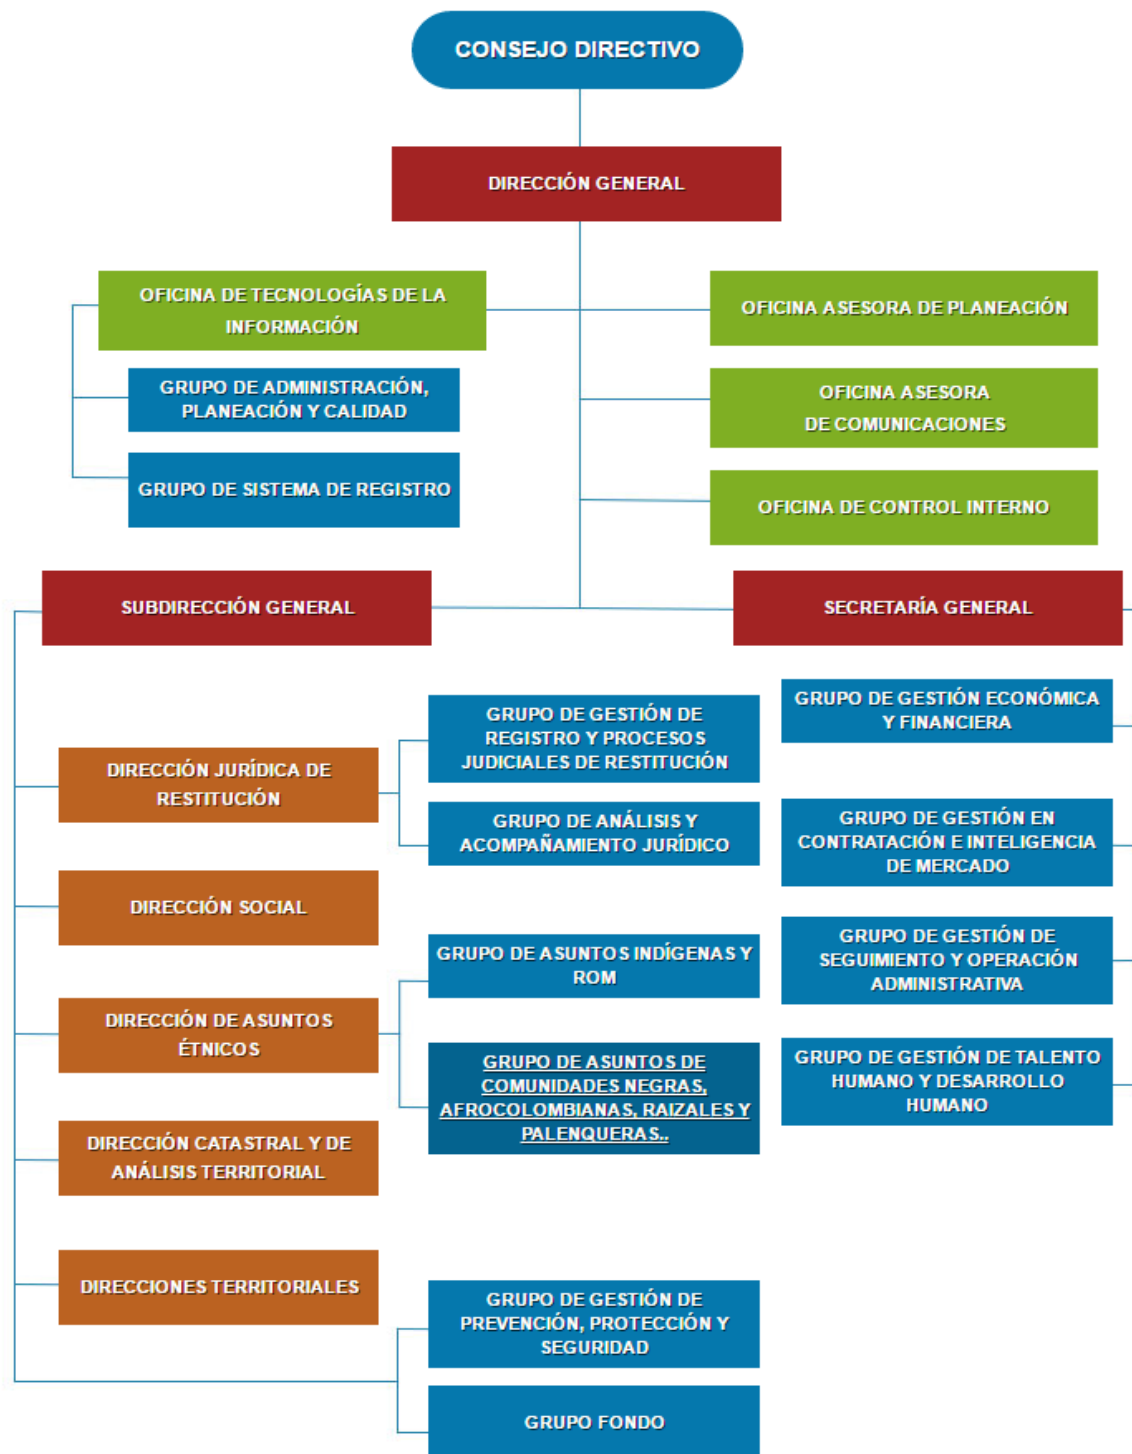 CONSEJO DIRECTIVO
DIRECCIÓN GENERAL
OFICINA DE TECNOLOGÍAS DE LA
INFORMACIÓN
OFICINA ASESORA DE PLANEACIÓN
GRUPO DE ADMINISTRACIÓN,
PLANEACIÓN Y CALIDAD
OFICINA ASESORA
DE COMUNICACIONES
GRUPO DE SISTEMA DE REGISTRO
OFICINA DE CONTROL INTERNO
SUBDIRECCIÓN GENERAL
SECRETARÍA GENERAL
DIRECCIÓN JURÍDICA DE
RESTITUCIÓN
GRUPO DE GESTIÓN DE
REGISTRO Y PROCESOS
JUDICIALES DE RESTITUCIÓN
GRUPO DE ANÁLISIS Y
ACOMPAÑAMIENTO JURÍDICO
DIRECCIÓN SOCIAL
DIRECCIÓN DE ASUNTOS
ÉTNICOS
GRUPO DE ASUNTOS INDÍGENAS Y
ROM
GRUPO DE ASUNTOS DE
COMUNIDADES NEGRAS,
AFROCOLOMBIANAS, RAIZALES Y
PALENQUERAS..
DIRECCIÓN CATASTRAL Y DE
ANÁLISIS TERRITORIAL
DIRECCIONES TERRITORIALES
GRUPO DE GESTIÓN DE
PREVENCIÓN, PROTECCIÓN Y
SEGURIDAD
GRUPO FONDO
GRUPO DE GESTIÓN ECONÓMICA
Y FINANCIERA
GRUPO DE GESTIÓN EN
CONTRATACIÓN E INTELIGENCIA
DE MERCADO
GRUPO DE GESTIÓN DE
SEGUIMIENTO Y OPERACIÓN
ADMINISTRATIVA
GRUPO DE GESTIÓN DE TALENTO
HUMANO Y DESARROLLO
HUMANO